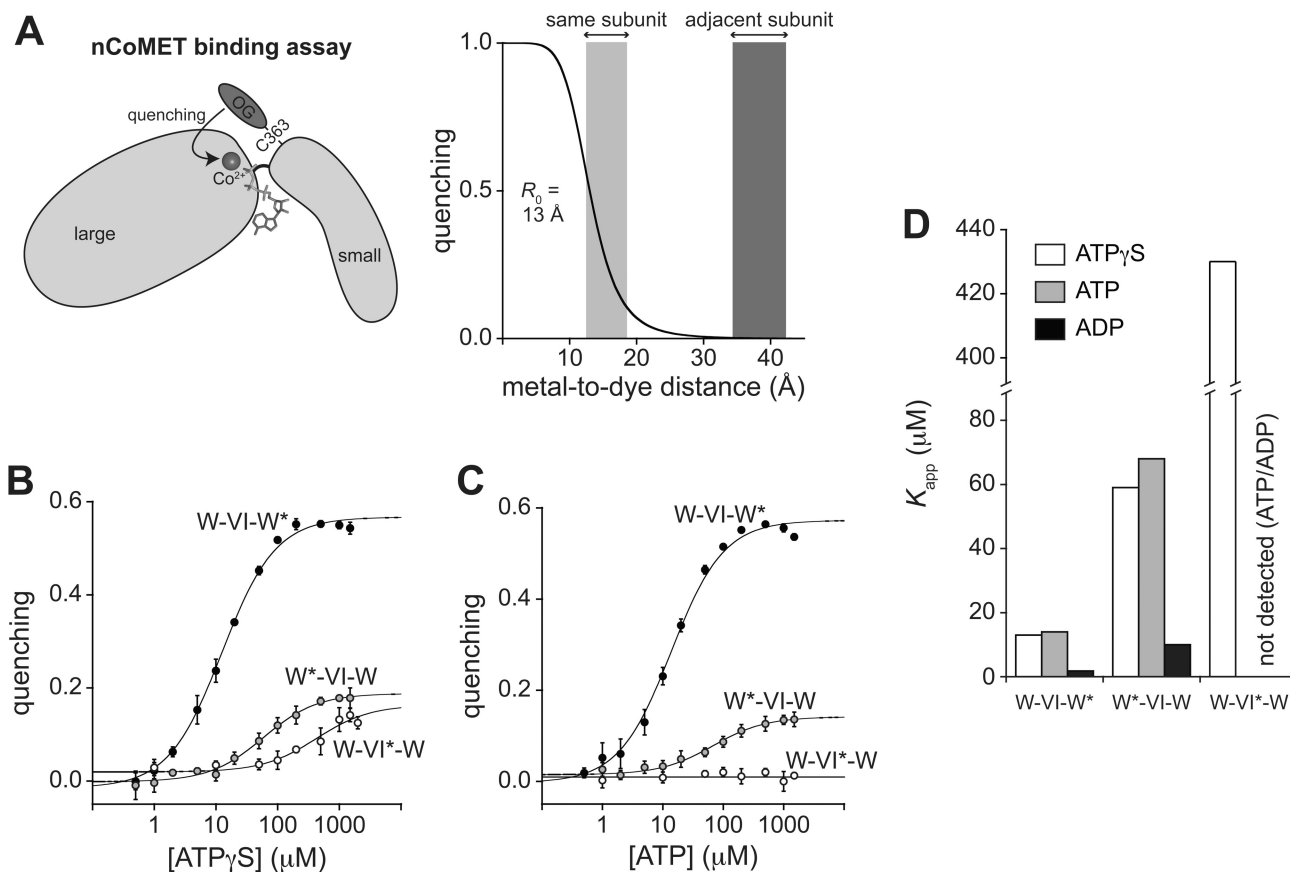 A
nCoMET binding assay
OG
quenching
C363
Co2+
large
small
same subunit
adjacent subunit
1.0
0.5
0.0
quenching
R0 =
13 Å
10
20
30
40
metal-to-dye distance (Å)
B
0.6
0.4
0.2
0.0
quenching
W-VI-W*
W*-VI-W
W-VI*-W
1
10
100
1000
[ATPγS] (μM)
C
0.6
0.4
0.2
0.0
quenching
W-VI-W*
W*-VI-W
W-VI*-W
1
10
100
1000
[ATP] (μM)
D
440
420
400
80
60
40
20
0
Kapp (μM)
ATPγS
ATP
ADP
not detected (ATP/ADP)
W-VI-W*
W*-VI-W
W-VI*-W